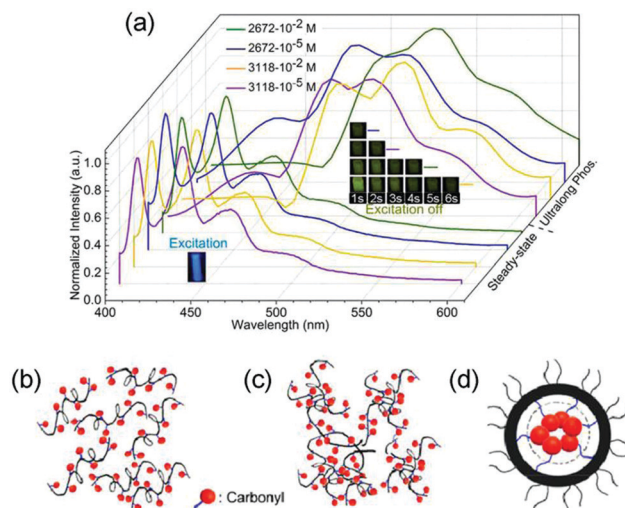 (a)
2672-10⁻² M
2672-10⁻⁵ M
3118-10⁻² M
3118-10⁻⁵ M
Normalized Intensity (a.u.)
1.0
0.8
0.6
0.4
0.2
0.0
400 450 500 550 600
Wavelength (nm)
Excitation
1s 2s 3s 4s 5s 6s
Excitation off
Steady-state
Ultralong Phos.
(b)
(c)
(d)
: Carbonyl